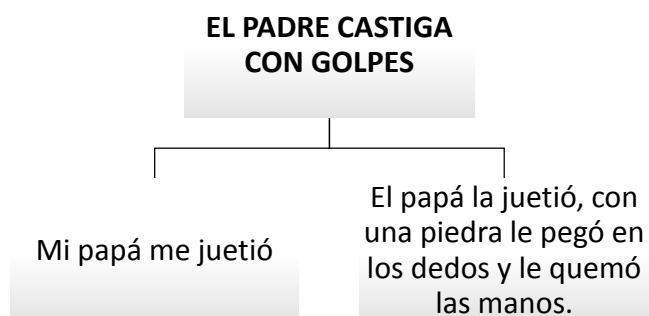 EL PADRE CASTIGA
CON GOLPES
Mi papá me juetió
El papá la juetió, con
una piedra le pegó en
los dedos y le quemó
las manos.